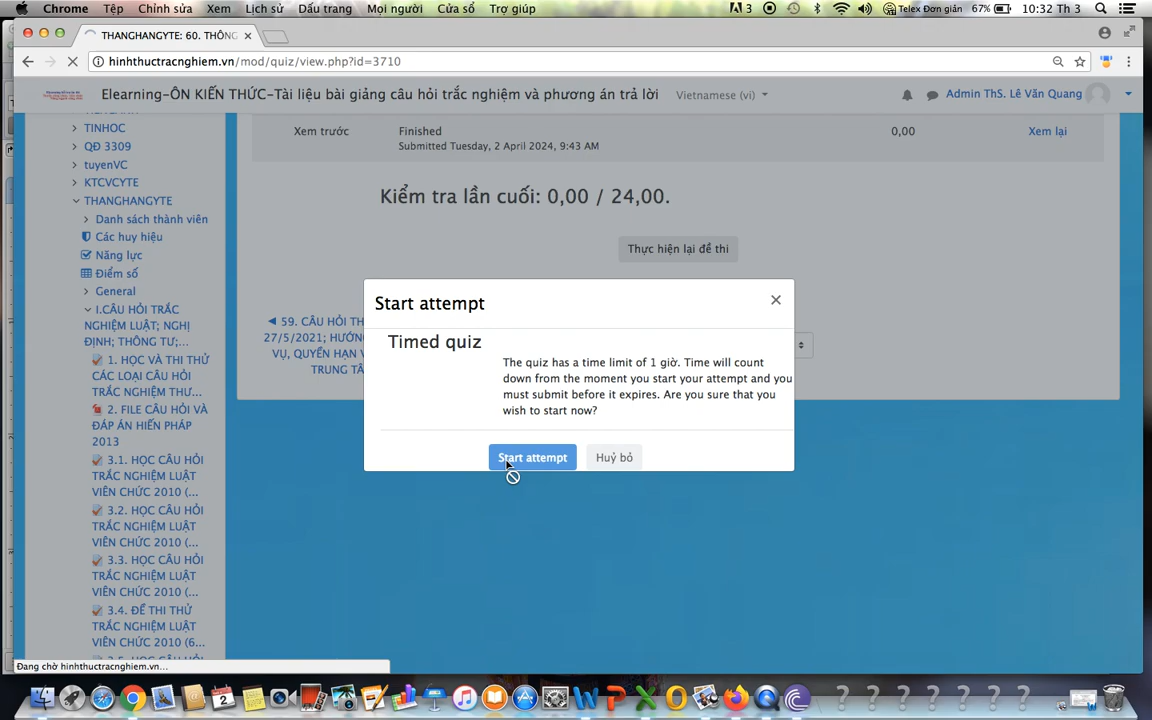 Chrome Tệp Chỉnh sửa Xem Lịch sử Dấu trang Mọi người Cửa sổ Trợ giúp 3 Telex Đơn giản 67% 10:32 Th 3
THANGHANGYTE: 60. THÔNG
hinhthuctracnghiem.vn/mod/quiz/view.php?id=3710
Elearning-ÔN KIẾN THỨC-Tài liệu bài giảng câu hỏi trắc nghiệm và phương án trả lời Vietnamese (vi) Admin ThS. Lê Văn Quang
TINHOC
QĐ 3309
tuyenVC
KTCVCYTE
THANGHANGYTE
Danh sách thành viên
Các huy hiệu
Năng lực
Điểm số
General
I.CÂU HỎI TRẮC
NGHIỆM LUẬT; NGHỊ
ĐỊNH; THÔNG TƯ;...
1. HỌC VÀ THI THỬ
CÁC LOẠI CÂU HỎI
TRẮC NGHIỆM THƯ...
2. FILE CÂU HỎI VÀ
ĐÁP ÁN HIẾN PHÁP
2013
3.1. HỌC CÂU HỎI
TRẮC NGHIỆM LUẬT
VIÊN CHỨC 2010 (...
3.2. HỌC CÂU HỎI
TRẮC NGHIỆM LUẬT
VIÊN CHỨC 2010 (...
3.3. HỌC CÂU HỎI
TRẮC NGHIỆM LUẬT
VIÊN CHỨC 2010 (...
3.4. ĐỀ THI THỬ
TRẮC NGHIỆM LUẬT
VIÊN CHỨC 2010 (6...
Xem trước Finished 0,00 Xem lại
Submitted Tuesday, 2 April 2024, 9:43 AM
Kiểm tra lần cuối: 0,00 / 24,00.
Thực hiện lại đề thi
◄ 59. CÂU HỎI TH
27/5/2021; HƯỚN
VỤ, QUYỀN HẠN V
TRUNG TÂ
Start attempt
Timed quiz
The quiz has a time limit of 1 giờ. Time will count
down from the moment you start your attempt and you
must submit before it expires. Are you sure that you
wish to start now?
Start attempt Huỷ bỏ
Đang chờ hinhthuctracnghiem.vn...